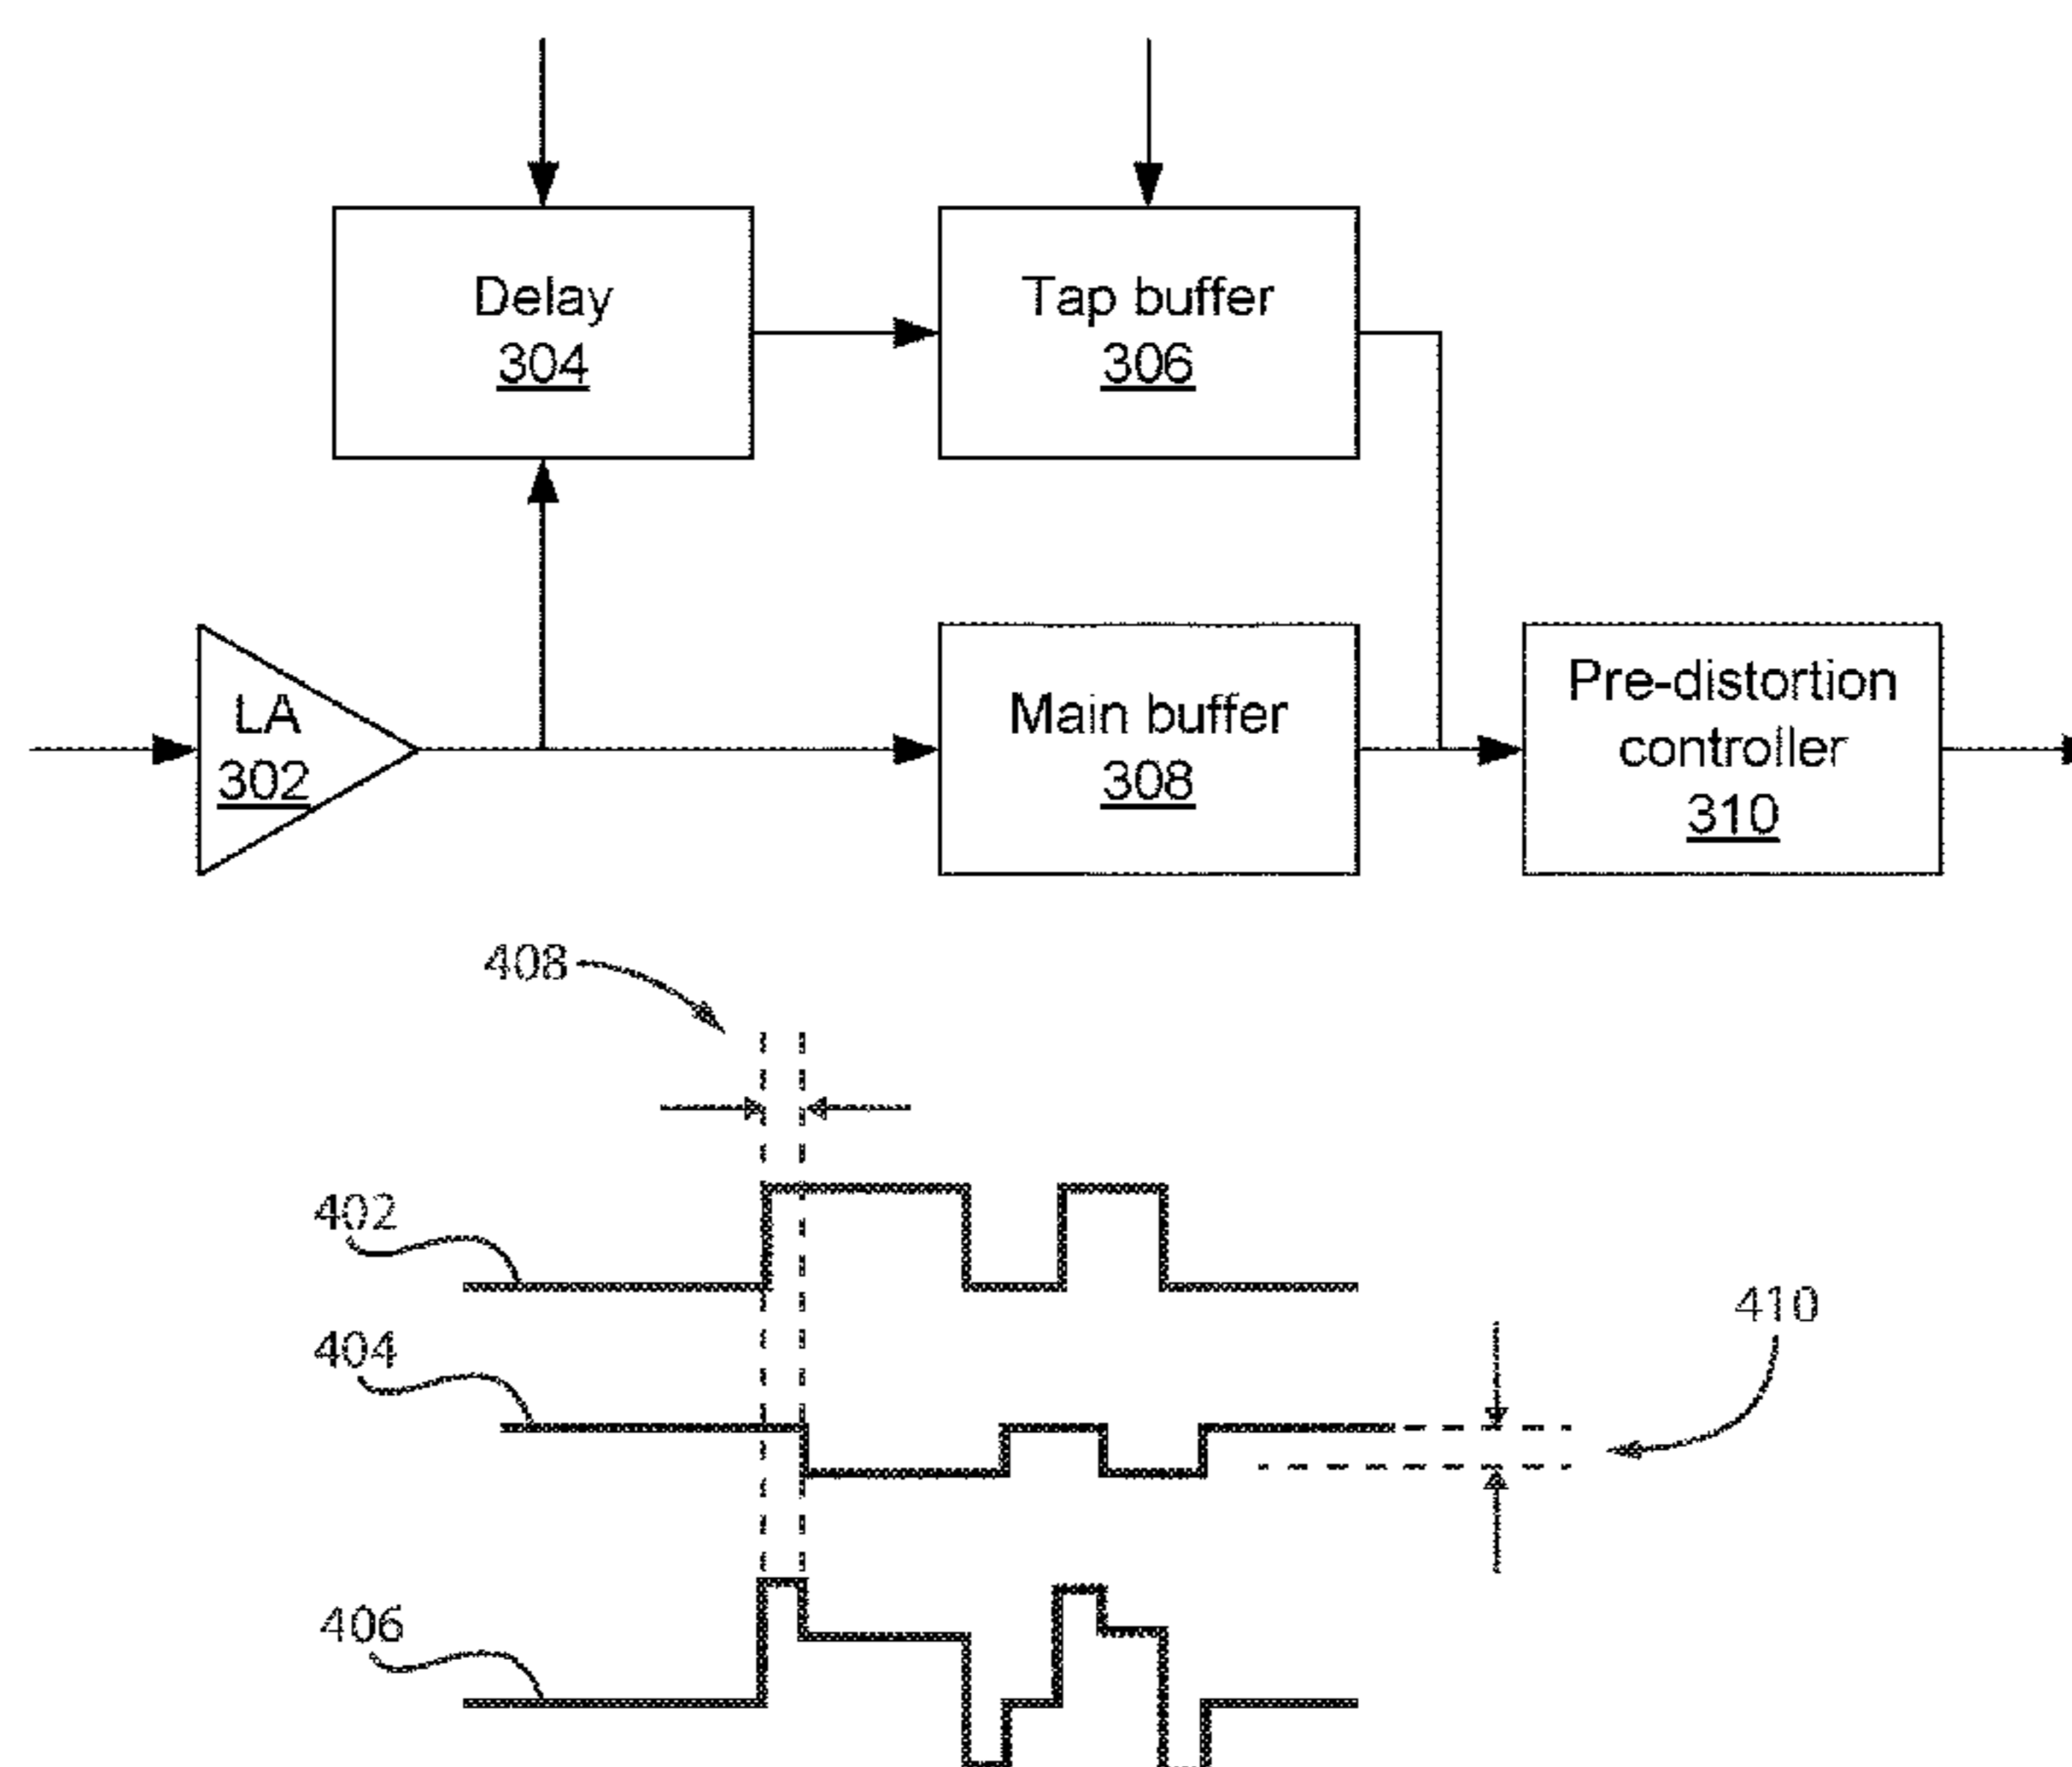 Delay
304
Tap buffer
306
LA
302
Main buffer
308
Pre-distortion
controller
310
408
402
404
410
406